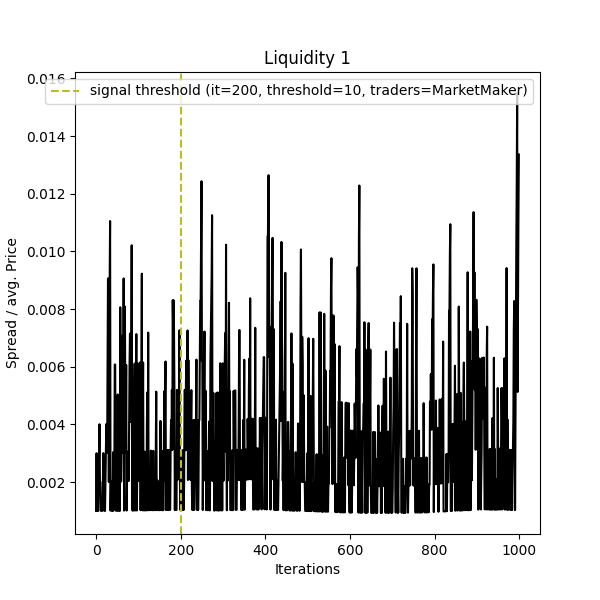 Liquidity 1
0.016
signal threshold (it=200, threshold=10, traders=MarketMaker)
0.014
0.012
0.010
0.008
0.006
0.004
0.002
Spread / avg. Price
0 200 400 600 800 1000
Iterations